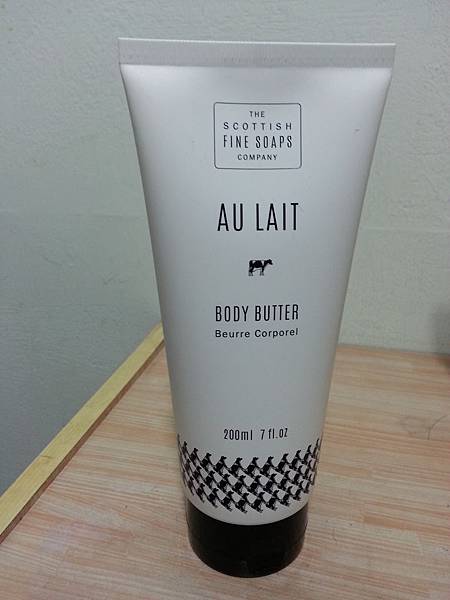 THE
SCOTTISH
FINE SOAPS
COMPANY
AU LAIT
BODY BUTTER
Beurre Corporel
200ml 7 fl.oz